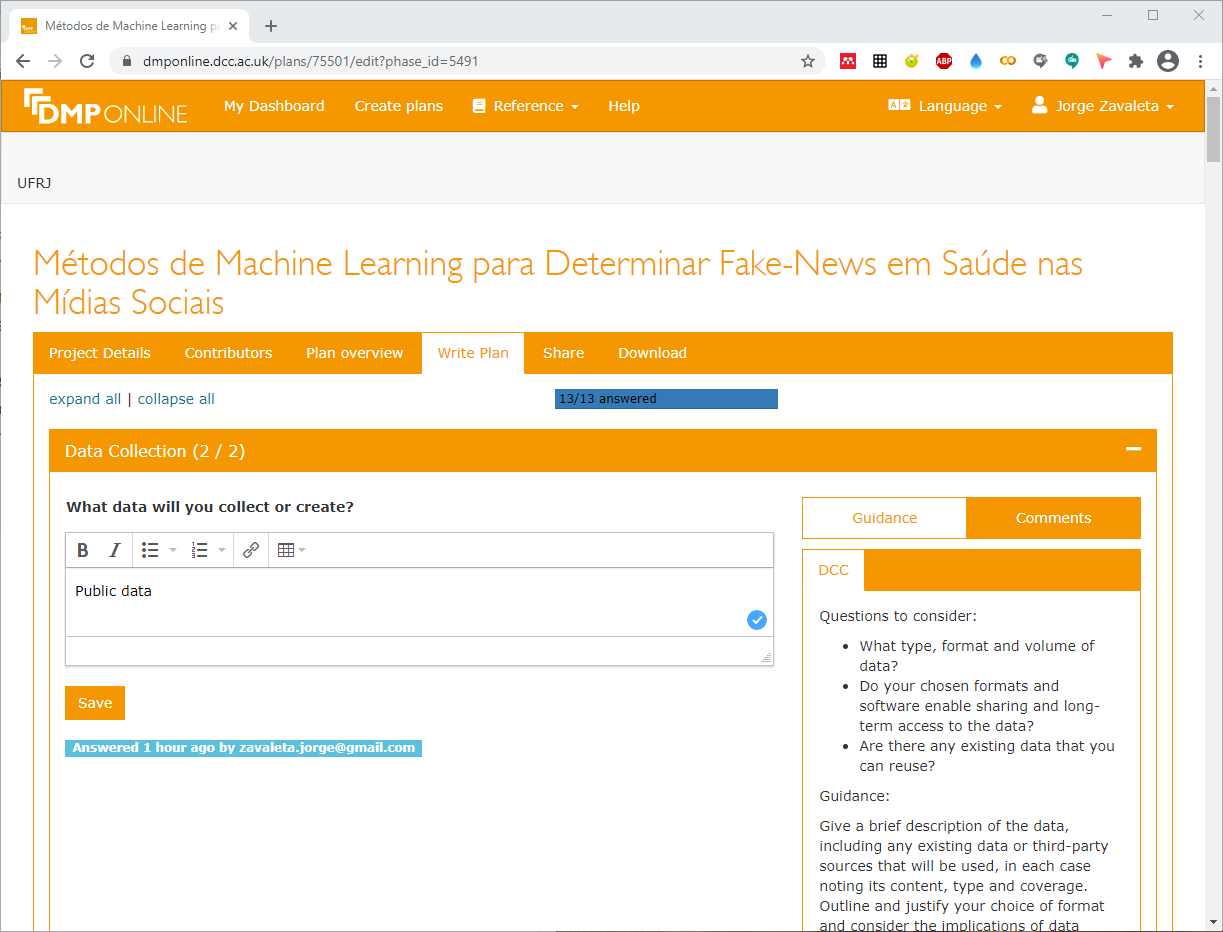 Métodos de Machine Learning pa
dmponline.dcc.ac.uk/plans/75501/edit?phase_id=5491
ABP
DMPONLINE My Dashboard Create plans Reference Help Language Jorge Zavaleta
UFRJ
Métodos de Machine Learning para Determinar Fake-News em Saúde nas
Mídias Sociais
Project Details Contributors Plan overview Write Plan Share Download
expand all | collapse all 13/13 answered
Data Collection (2 / 2)
What data will you collect or create?
Guidance Comments
B I
DCC
Public data
Questions to consider:
What type, format and volume of
data?
Do your chosen formats and
software enable sharing and long-
term access to the data?
Are there any existing data that you
can reuse?
Save
Answered 1 hour ago by zavaleta.jorge@gmail.com
Guidance:
Give a brief description of the data,
including any existing data or third-party
sources that will be used, in each case
noting its content, type and coverage.
Outline and justify your choice of format
and consider the implications of data